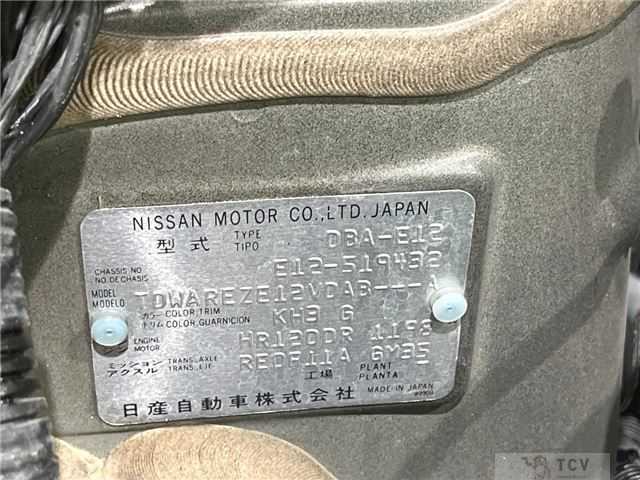 NISSAN MOTOR CO.,LTD.JAPAN
型式 TYPE TIPO DBA-E12
CHASSIS NO NO DE CHASIS E12-519432
MODEL MODELO TDWAREZE12VDAB---A
カラー COLOR,TRIM トリム COLOR,GUARNICION KH3 G
ENGINE MOTOR HR12DDR 1198
ミッション アクスル TRANS.,AXLE TRANS.,EJE REDF11A GM35
工場 PLANT PLANTA
日産自動車株式会社 MADE IN JAPAN
TCV